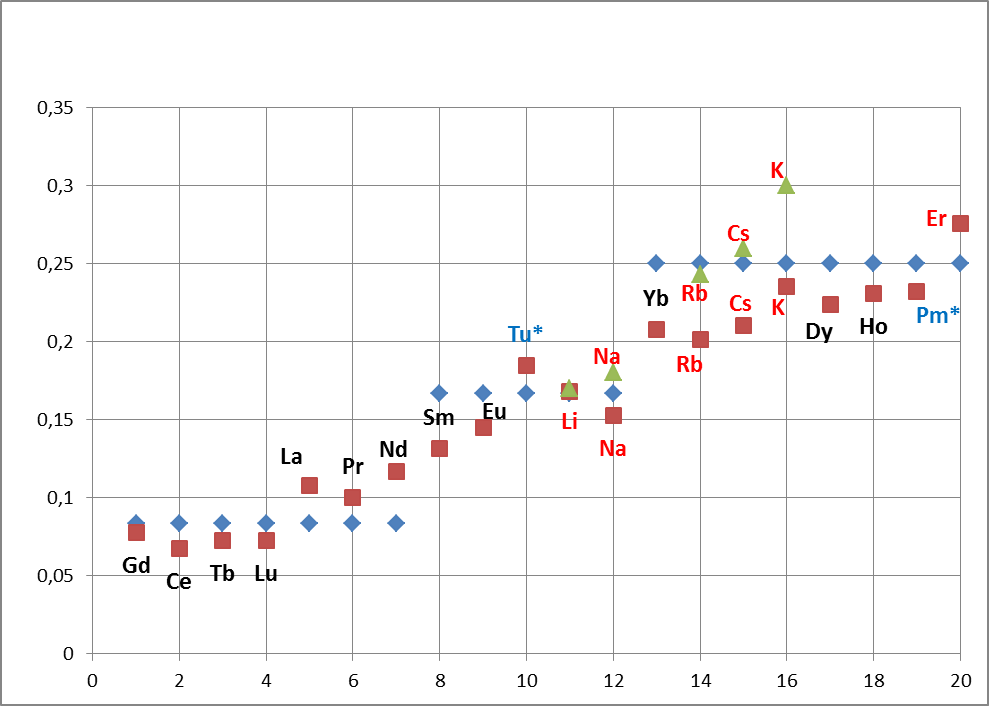 0,35
0,3
0,25
0,2
0,15
0,1
0,05
0
K
Er
Cs
Rb
Yb
Cs
K
Pm*
Dy
Ho
Tu*
Na
Rb
Sm
Eu
Li
Na
La
Pr
Nd
Gd
Ce
Tb
Lu
0 2 4 6 8 10 12 14 16 18 20